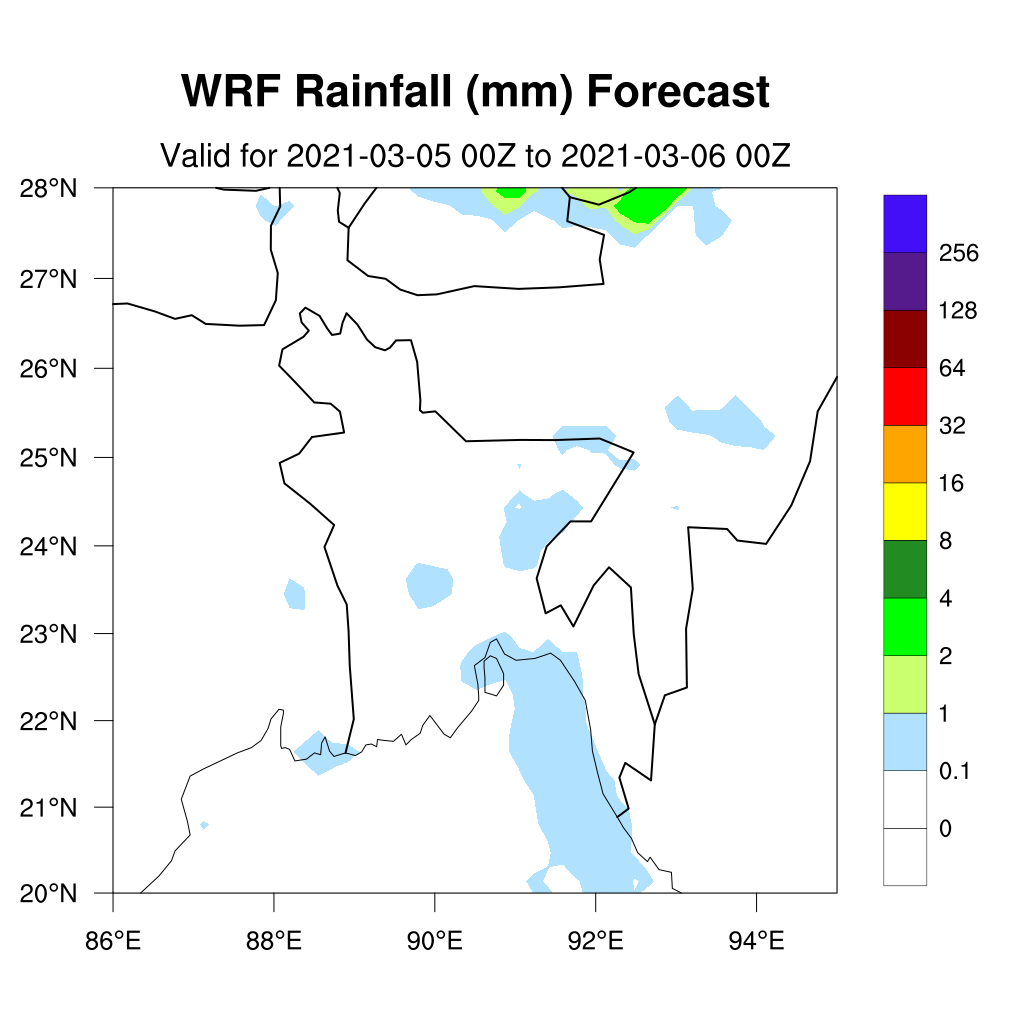 WRF Rainfall (mm) Forecast
Valid for 2021-03-05 00Z to 2021-03-06 00Z
28°N
27°N
26°N
25°N
24°N
23°N
22°N
21°N
20°N
86°E 88°E 90°E 92°E 94°E
256
128
64
32
16
8
4
2
1
0.1
0